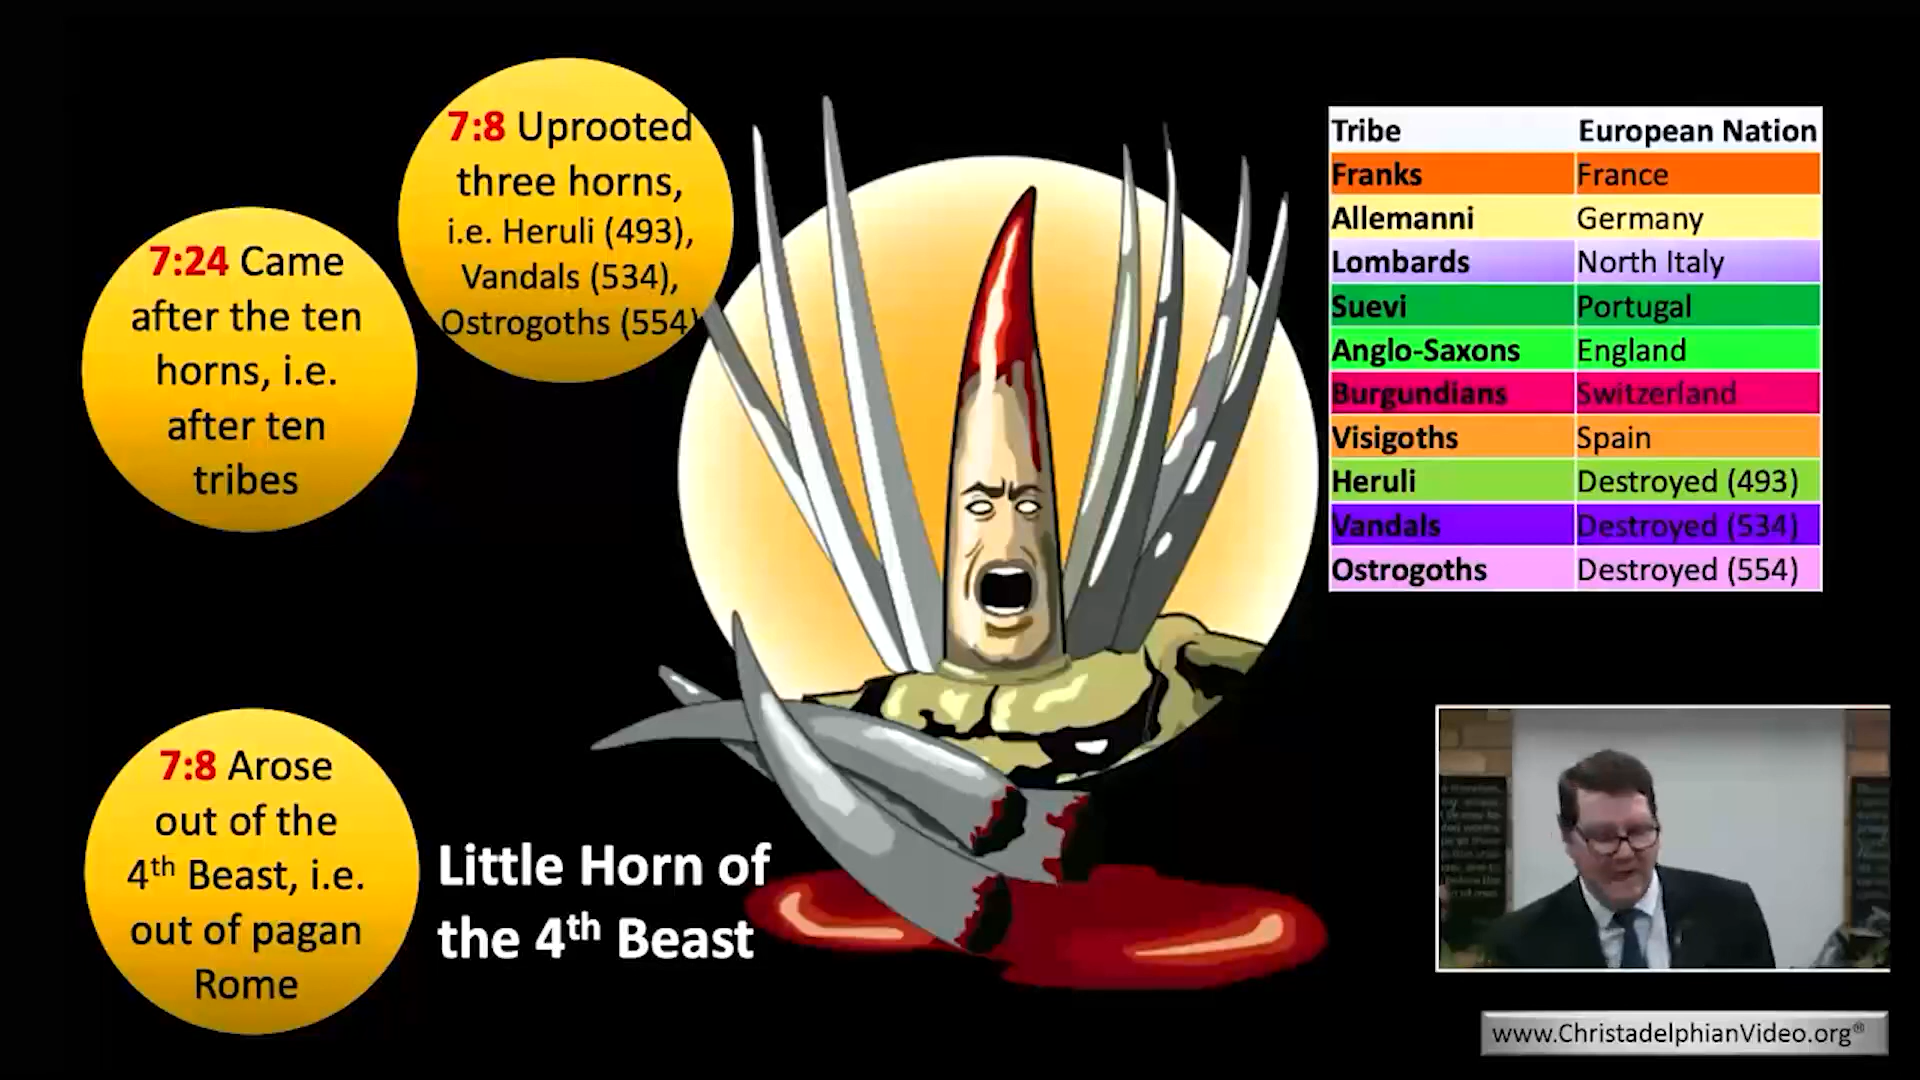 7:8 Uprooted
three horns,
i.e. Heruli (493),
Vandals (534),
Ostrogoths (554)
7:24 Came
after the ten
horns, i.e.
after ten
tribes
7:8 Arose
out of the
4th Beast, i.e.
out of pagan
Rome
Little Horn of
the 4th Beast
Tribe European Nation
Franks France
Allemanni Germany
Lombards North Italy
Suevi Portugal
Anglo-Saxons England
Burgundians Switzerland
Visigoths Spain
Heruli Destroyed (493)
Vandals Destroyed (534)
Ostrogoths Destroyed (554)
www.ChristadelphianVideo.org®